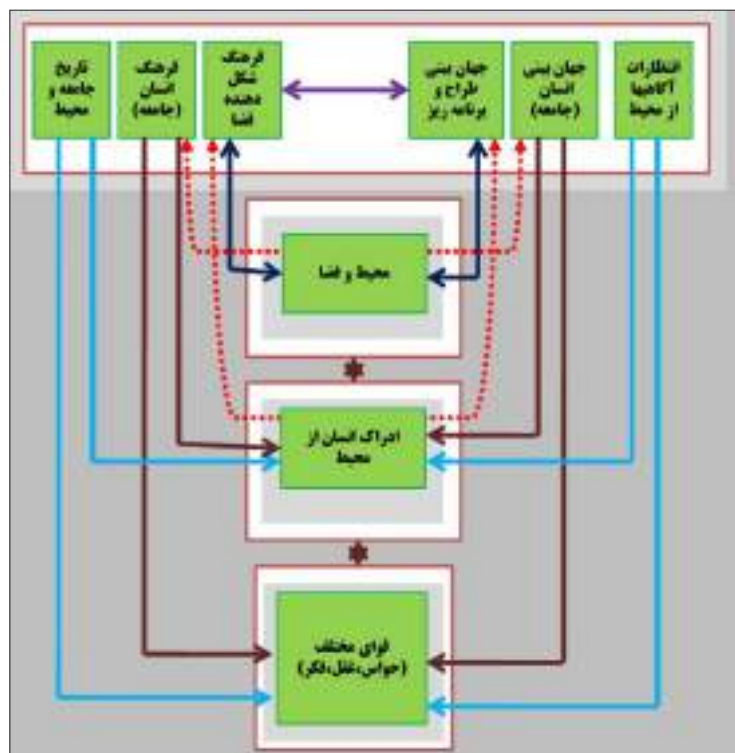 انتظارات
آگاهیها
از محیط
جهان بینی
انسان
(جامعه)
جهان بینی
طراح و
برنامه ریز
فرهنگ
شکل
دهنده
فضا
فرهنگ
انسان
(جامعه)
تاریخ
جامعه و
محیط
محیط و فضا
ادراک انسان از
محیط
قوای مختلف
(حواس،عقل،فکر)